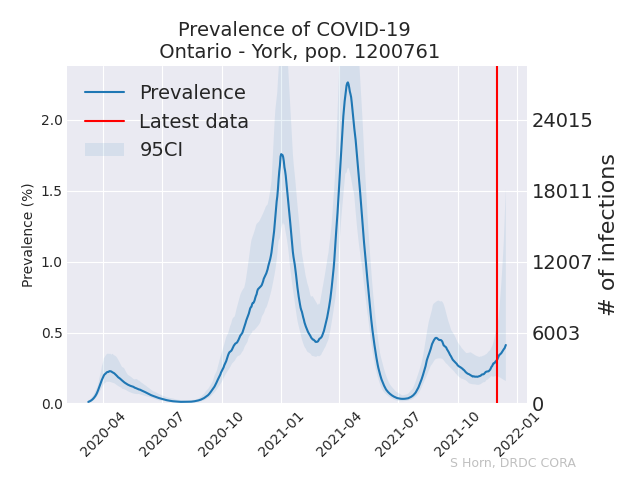 Prevalence of COVID-19
Ontario - York, pop. 1200761
Prevalence
Latest data
95CI
Prevalence (%)
2.0
1.5
1.0
0.5
0.0
24015
18011
12007
6003
0
# of infections
2020-04
2020-07
2020-10
2021-01
2021-04
2021-07
2021-10
2022-01
S Horn, DRDC CORA